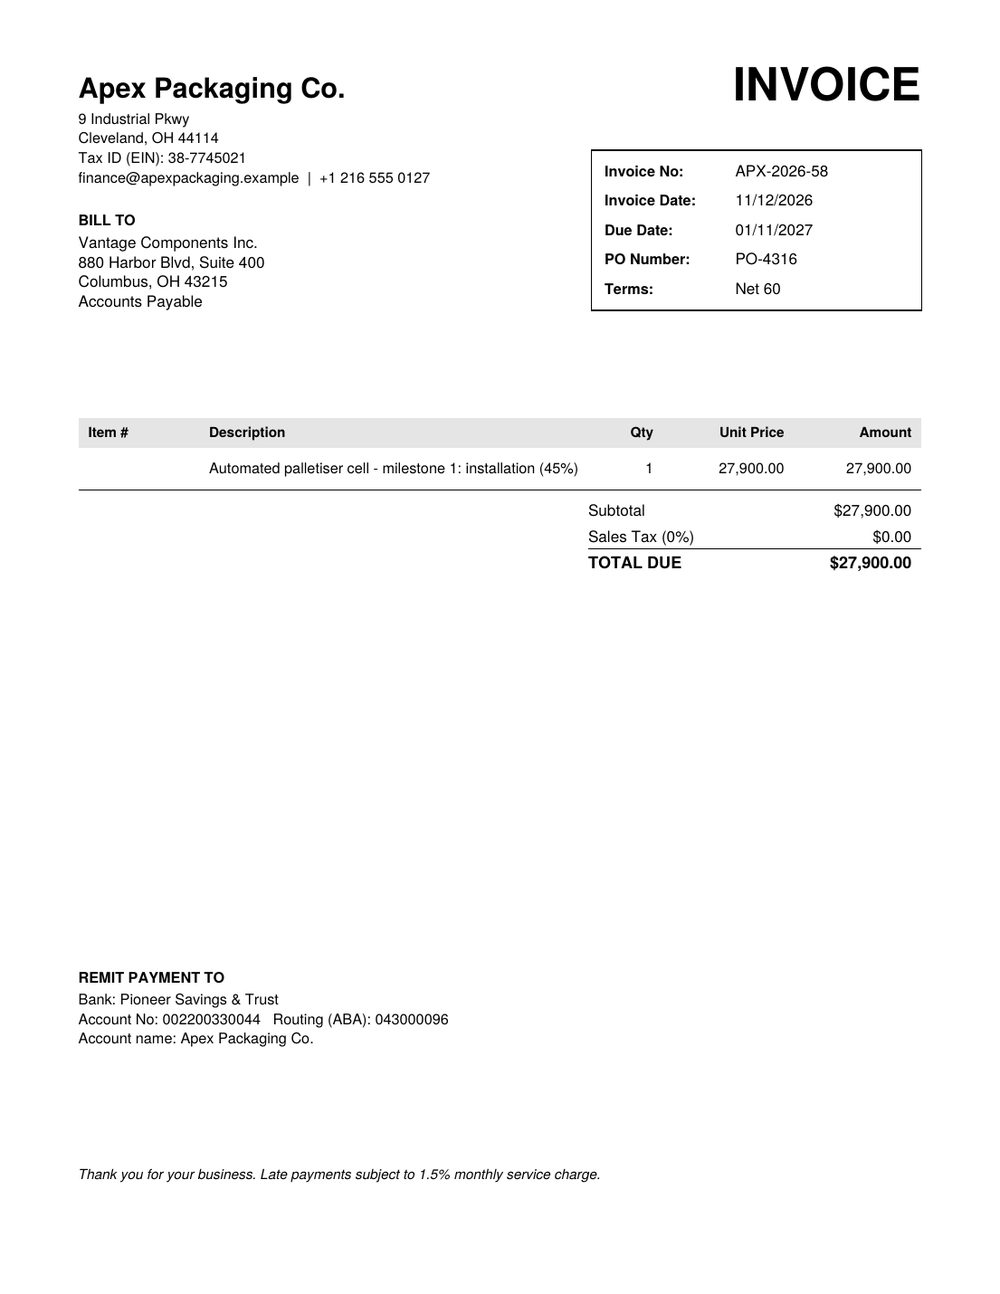 Apex Packaging Co.
INVOICE
9 Industrial Pkwy
Cleveland, OH 44114
Tax ID (EIN): 38-7745021
finance@apexpackaging.example | +1 216 555 0127
Invoice No: APX-2026-58
Invoice Date: 11/12/2026
Due Date: 01/11/2027
PO Number: PO-4316
Terms: Net 60
BILL TO
Vantage Components Inc.
880 Harbor Blvd, Suite 400
Columbus, OH 43215
Accounts Payable
Item # Description Qty Unit Price Amount
Automated palletiser cell - milestone 1: installation (45%) 1 27,900.00 27,900.00
Subtotal $27,900.00
Sales Tax (0%) $0.00
TOTAL DUE $27,900.00
REMIT PAYMENT TO
Bank: Pioneer Savings & Trust
Account No: 002200330044 Routing (ABA): 043000096
Account name: Apex Packaging Co.
Thank you for your business. Late payments subject to 1.5% monthly service charge.